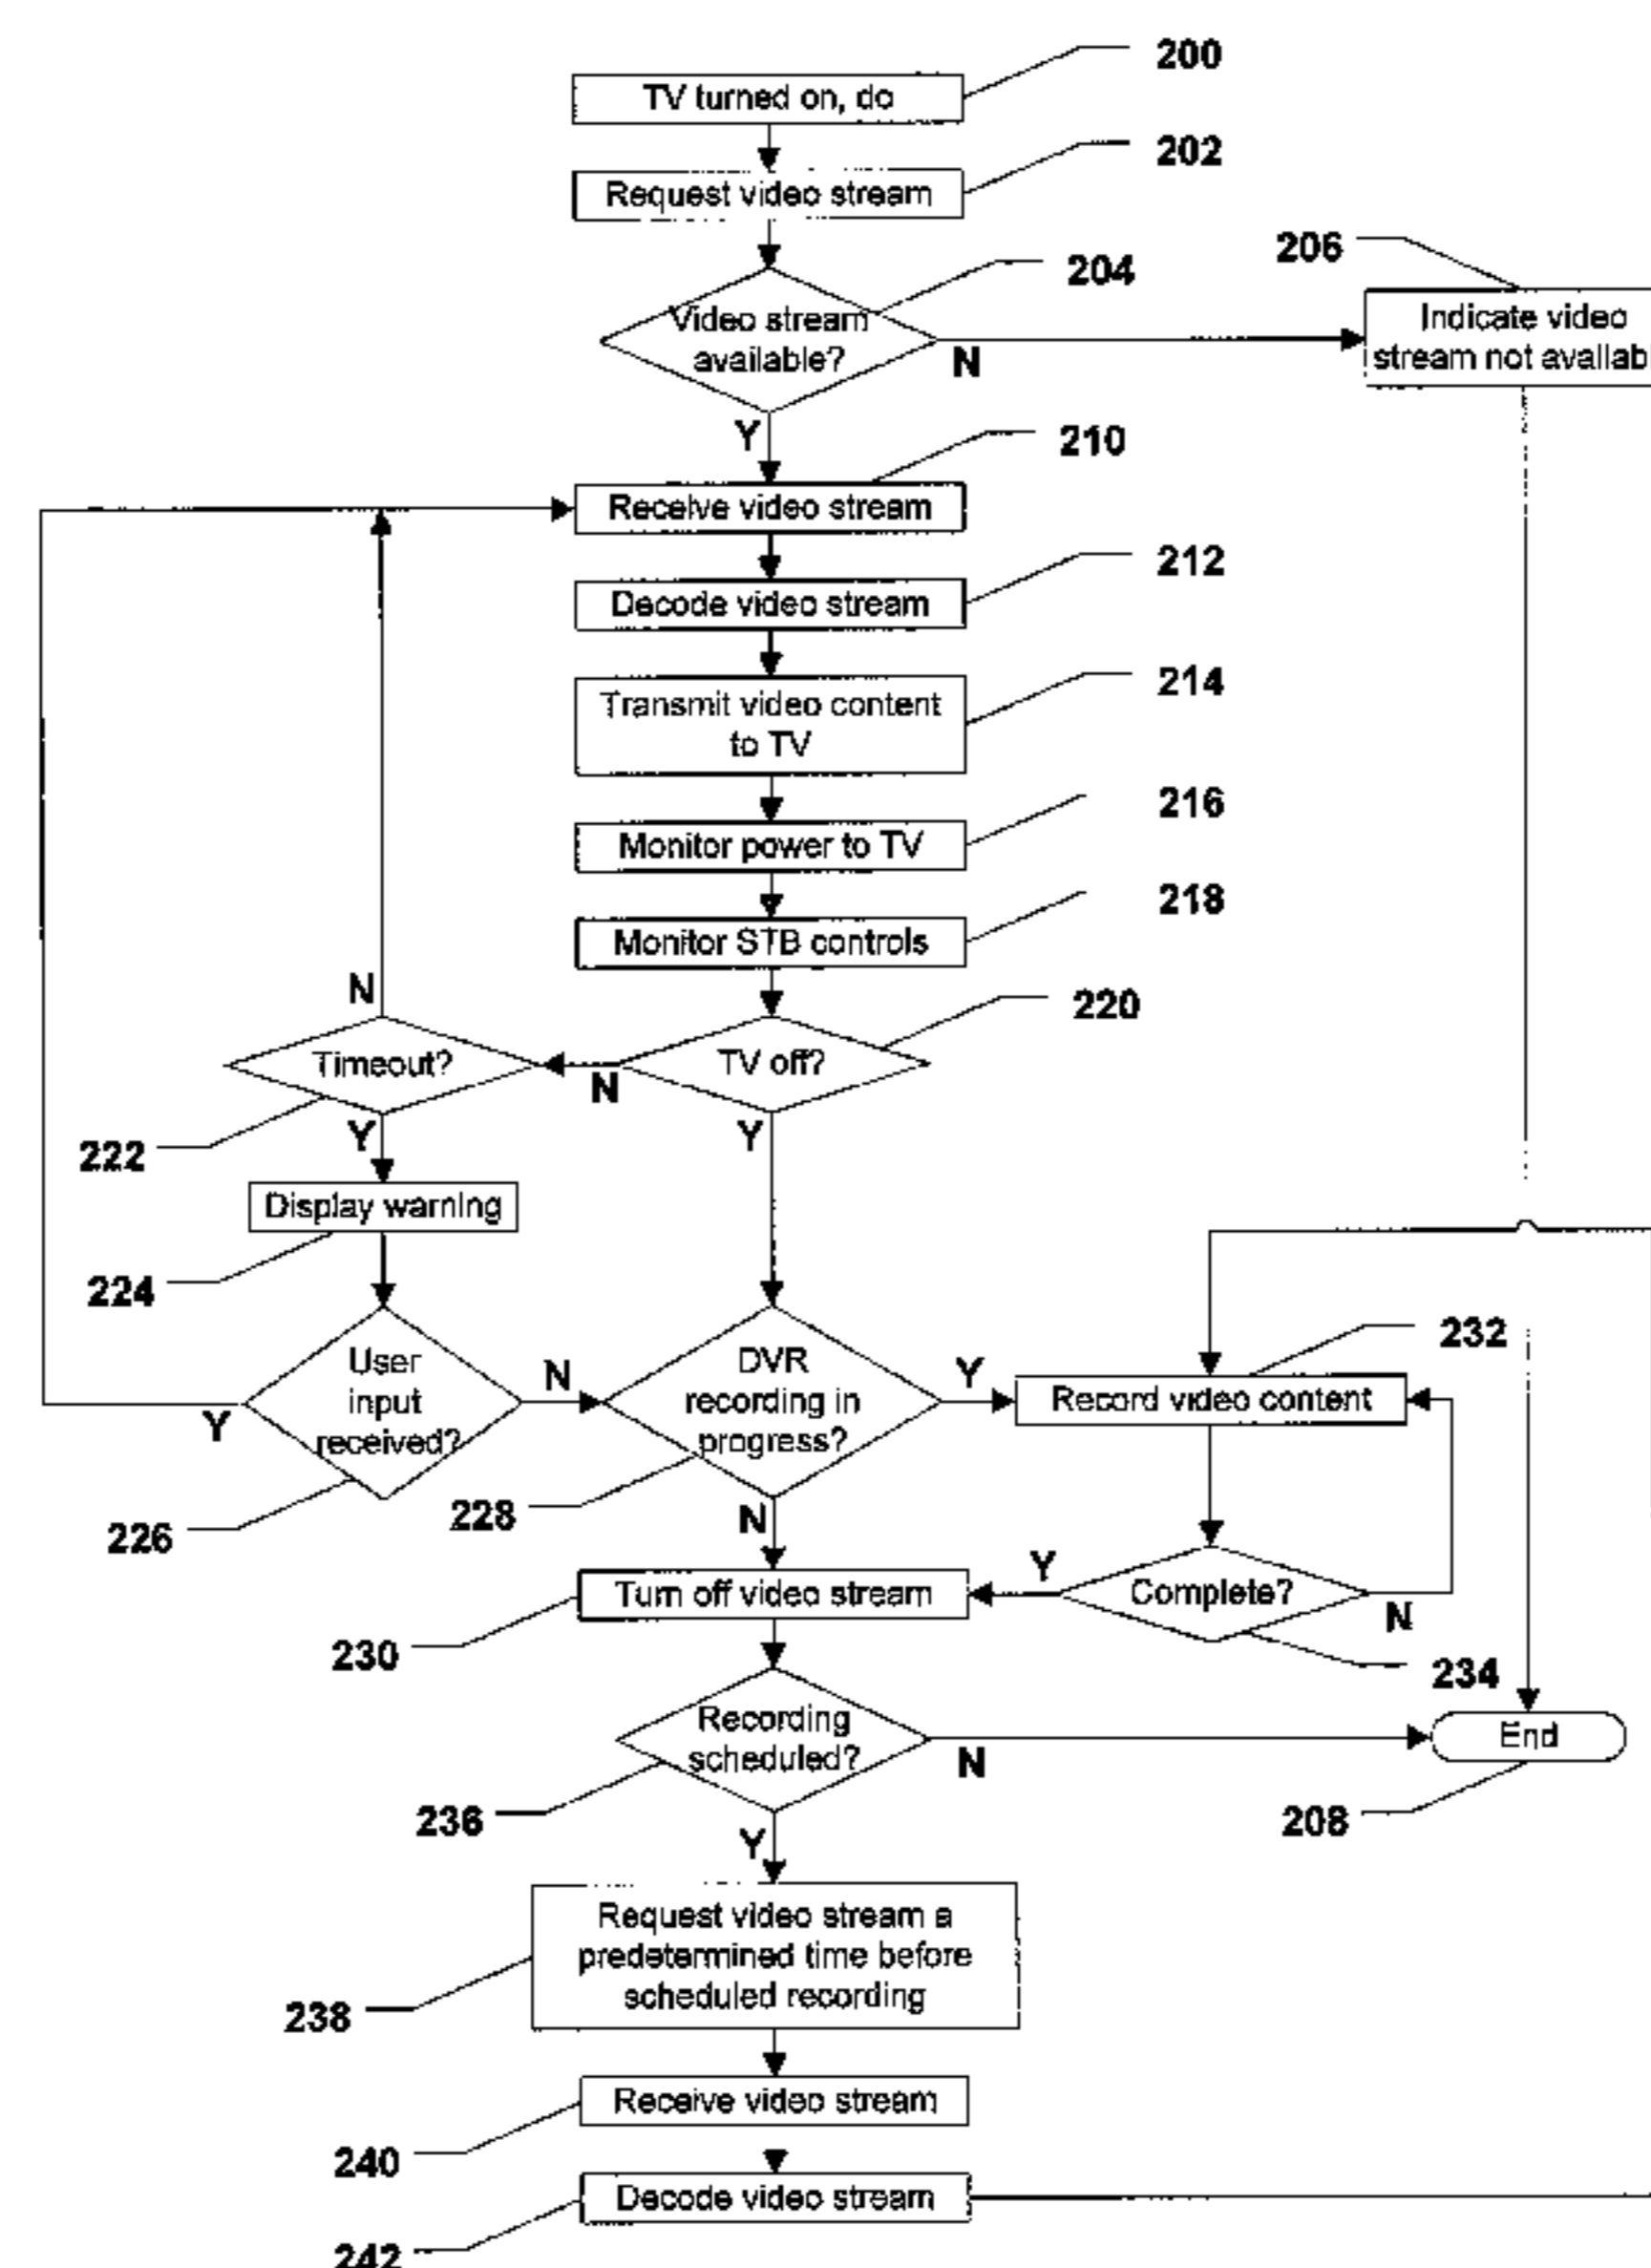 200
TV turned on, do
202
Request video stream
204
206
Video stream
available?
N
Indicate video
stream not availabl
Y
210
Receive video stream
212
Decode video stream
214
Transmit video content
to TV
216
Monitor power to TV
218
Monitor STB controls
N
220
Timeout?
N
TV off?
222
Y
Y
Display warning
224
232
User
input
received?
Y
N
DVR
recording in
progress?
Y
Record video content
226
228
N
Y
Turn off video stream
Complete?
N
230
234
Recording
scheduled?
N
End
236
208
Y
Request video stream a
predetermined time before
scheduled recording
238
Receive video stream
240
Decode video stream
242